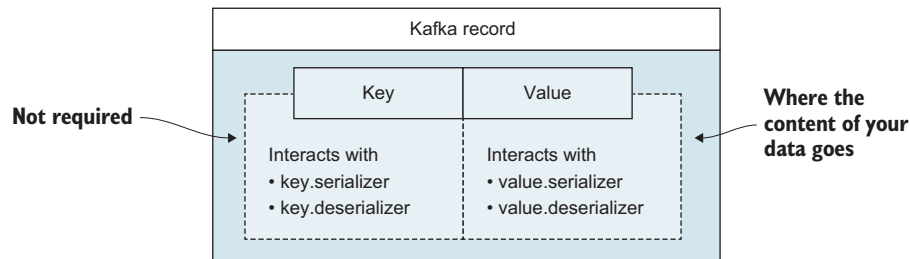 Kafka record
Key
Value
Not required
Interacts with
• key.serializer
• key.deserializer
Interacts with
• value.serializer
• value.deserializer
Where the
content of your
data goes